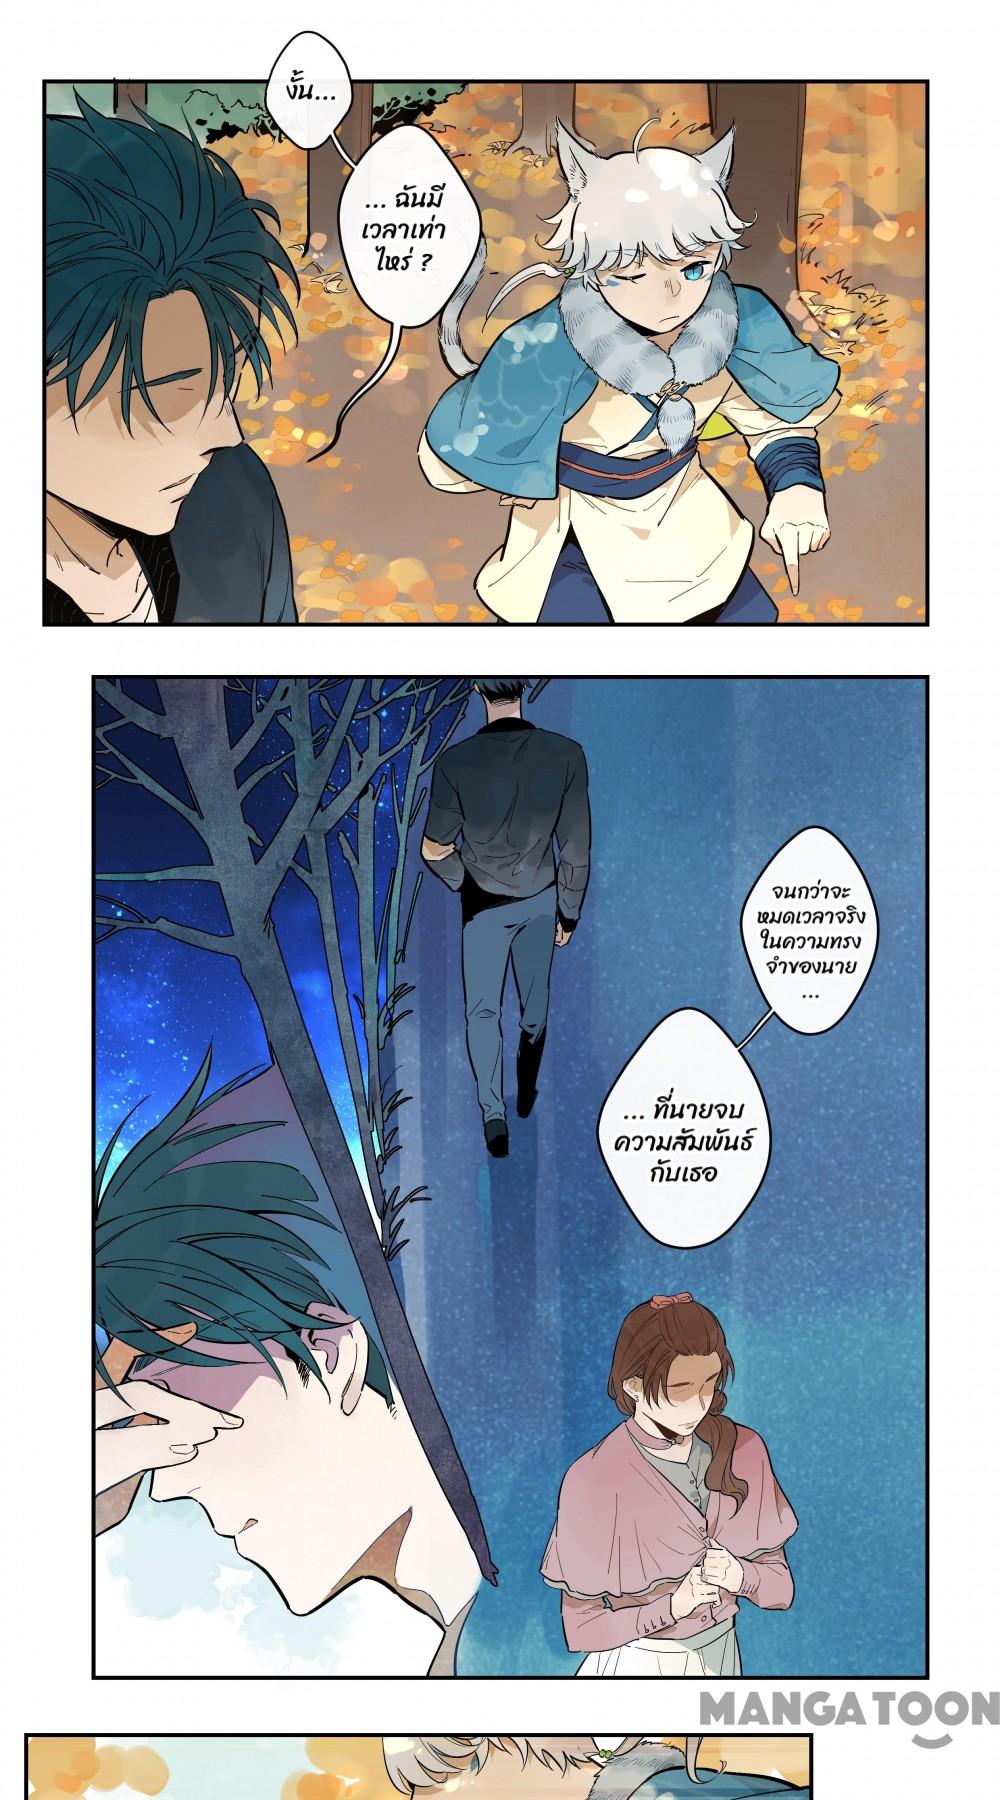 งั้น...
... ฉันมี
เวลาเท่า
ไหร่ ?
จนกว่าจะ
หมดเวลาจริง
ในความทรง
จำของนาย
...
... ที่นายจบ
ความสัมพันธ์
กับเธอ
MANGATOON